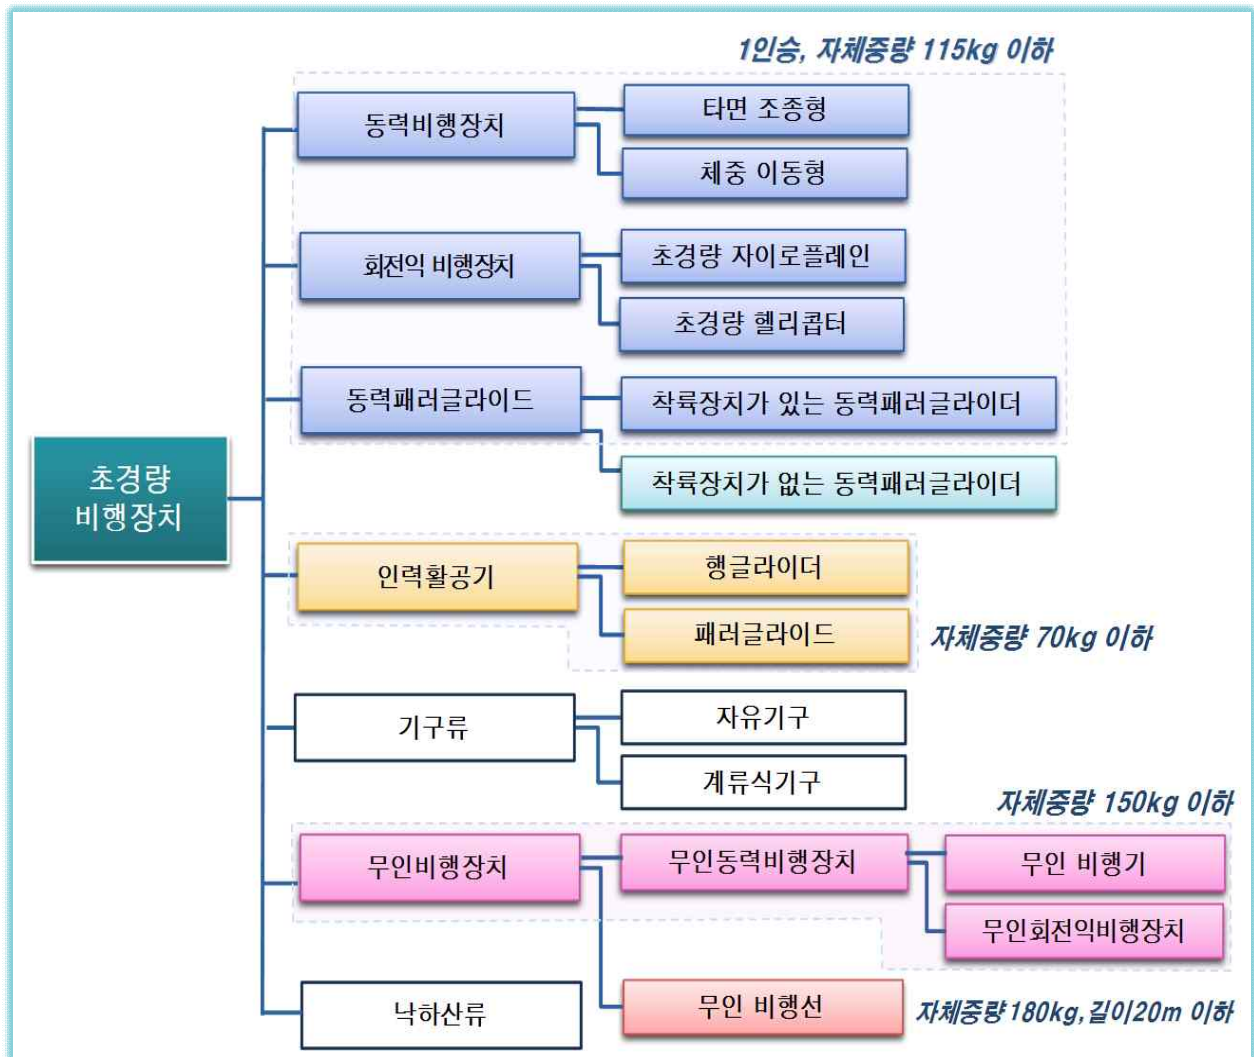 1인승, 자체중량 115kg 이하
동력비행장치
타면 조종형
체중 이동형
회전익 비행장치
초경량 자이로플레인
초경량 헬리콥터
동력패러글라이드
착륙장치가 있는 동력패러글라이더
착륙장치가 없는 동력패러글라이더
초경량
비행장치
인력활공기
행글라이더
패러글라이드
자체중량 70kg 이하
기구류
자유기구
계류식기구
자체중량 150kg 이하
무인비행장치
무인동력비행장치
무인 비행기
무인회전익비행장치
낙하산류
무인 비행선
자체중량 180kg, 길이20m 이하